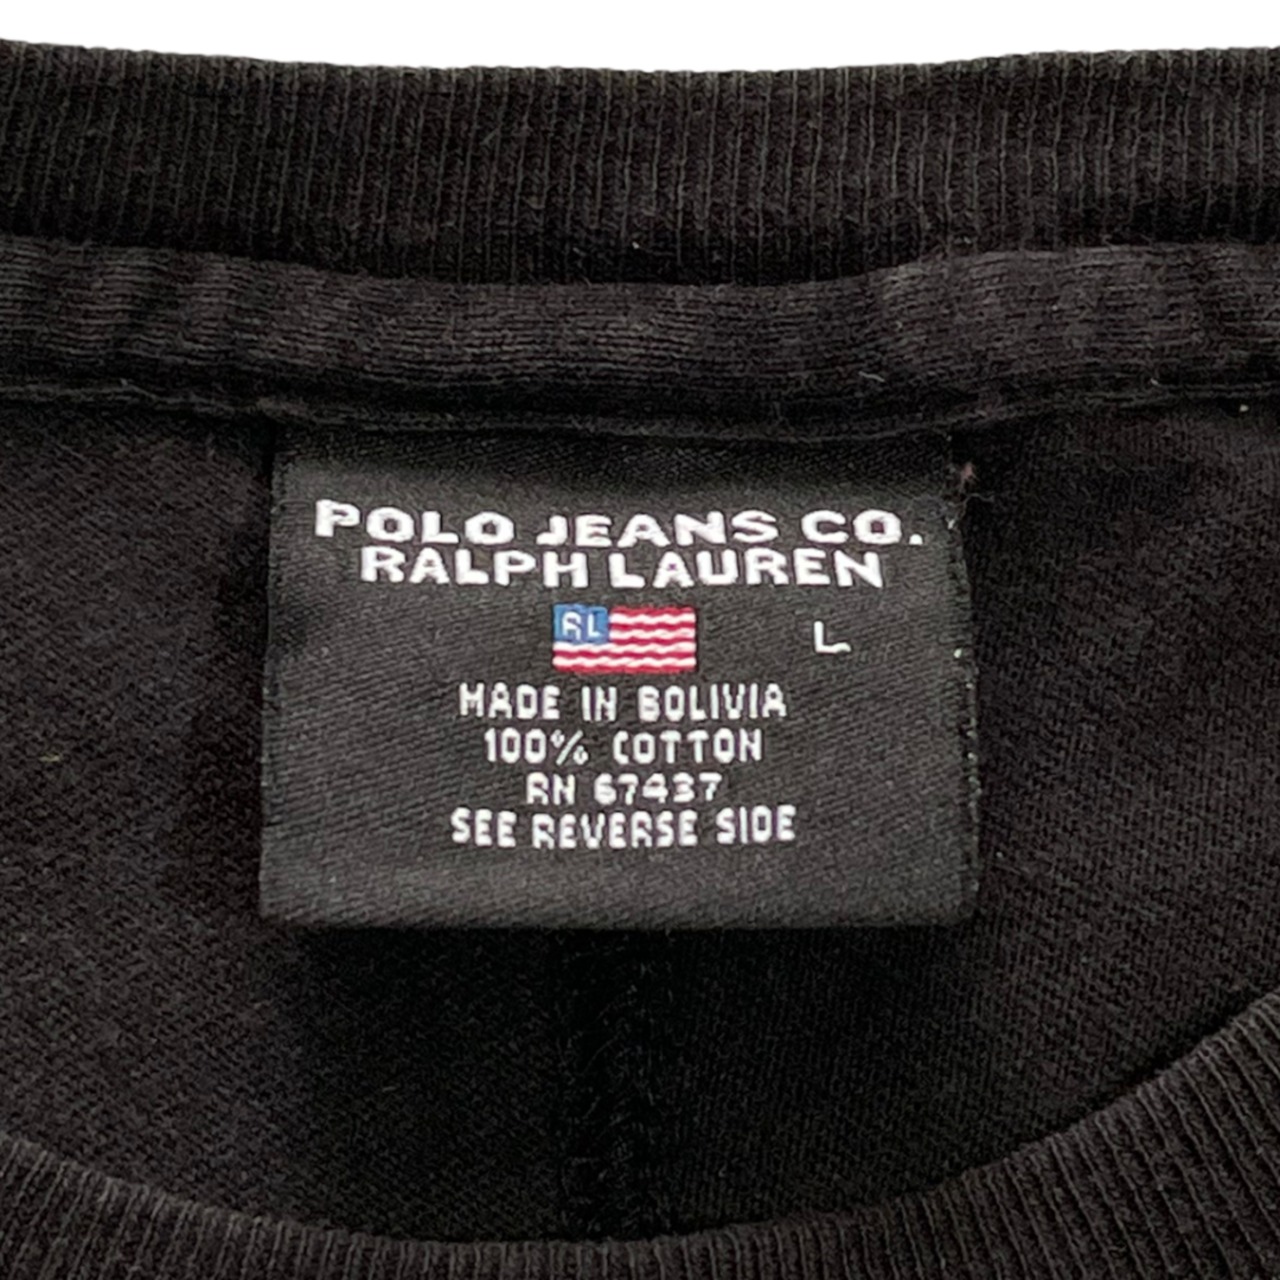 POLO JEANS CO.
RALPH LAUREN
RL
L
MADE IN BOLIVIA
100% COTTON
RN 67437
SEE REVERSE SIDE